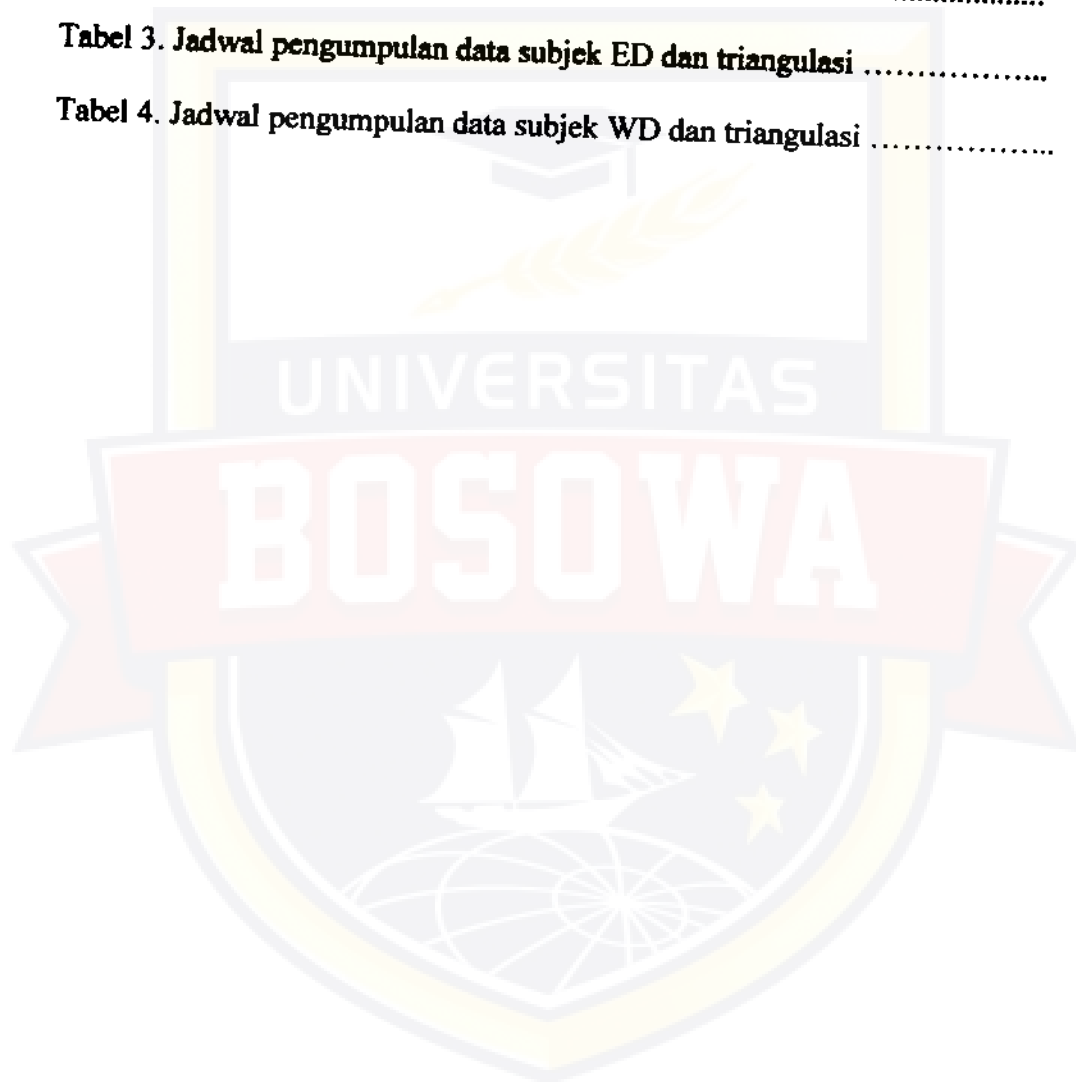 Tabel 3. Jadwal pengumpulan data subjek ED dan triangulasi ...................
Tabel 4. Jadwal pengumpulan data subjek WD dan triangulasi ...................
UNIVERSITAS
BOSOWA